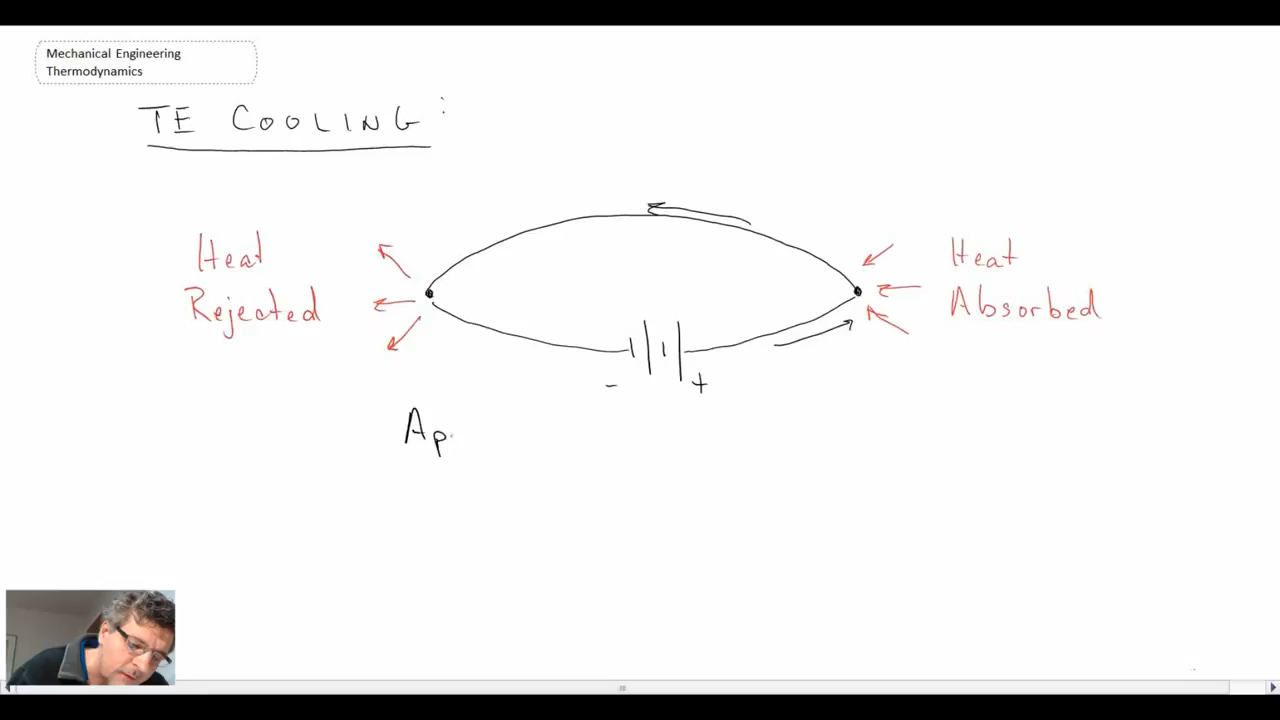 Mechanical Engineering
Thermodynamics
TE COOLING:
Heat
Rejected
Heat
Absorbed
- +
Ap